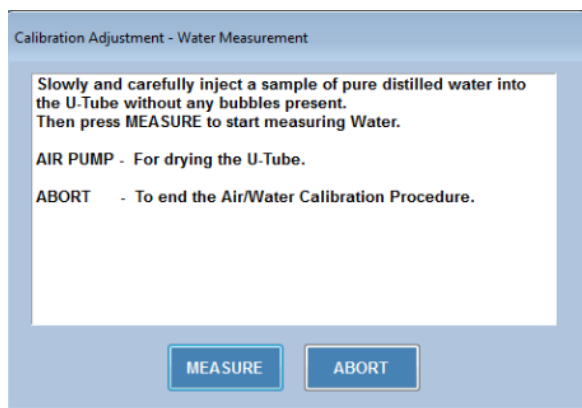 Calibration Adjustment - Water Measurement
Slowly and carefully inject a sample of pure distilled water into
the U-Tube without any bubbles present.
Then press MEASURE to start measuring Water.
AIR PUMP - For drying the U-Tube.
ABORT - To end the Air/Water Calibration Procedure.
MEASURE ABORT